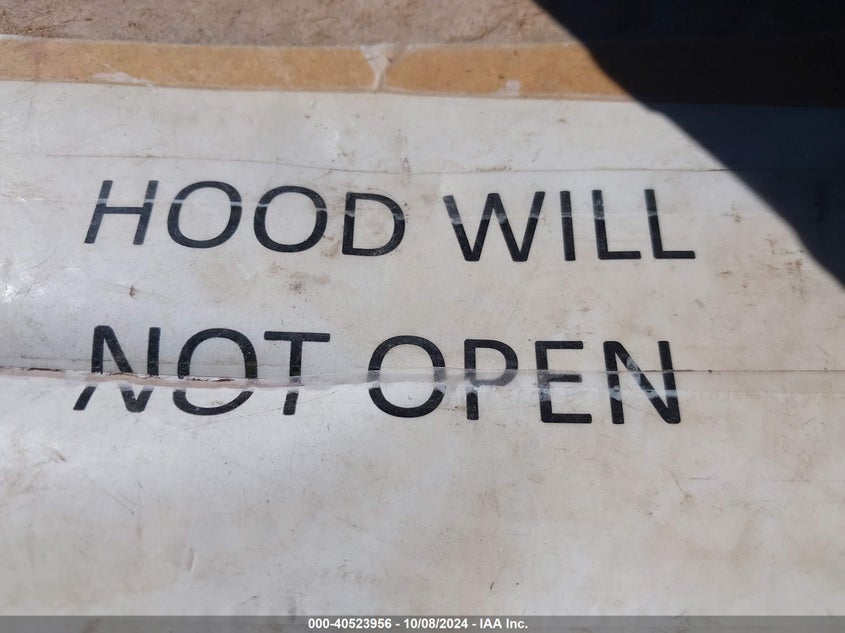 HOOD WILL
NOT OPEN
000-40523956 - 10/08/2024 - IAA Inc.